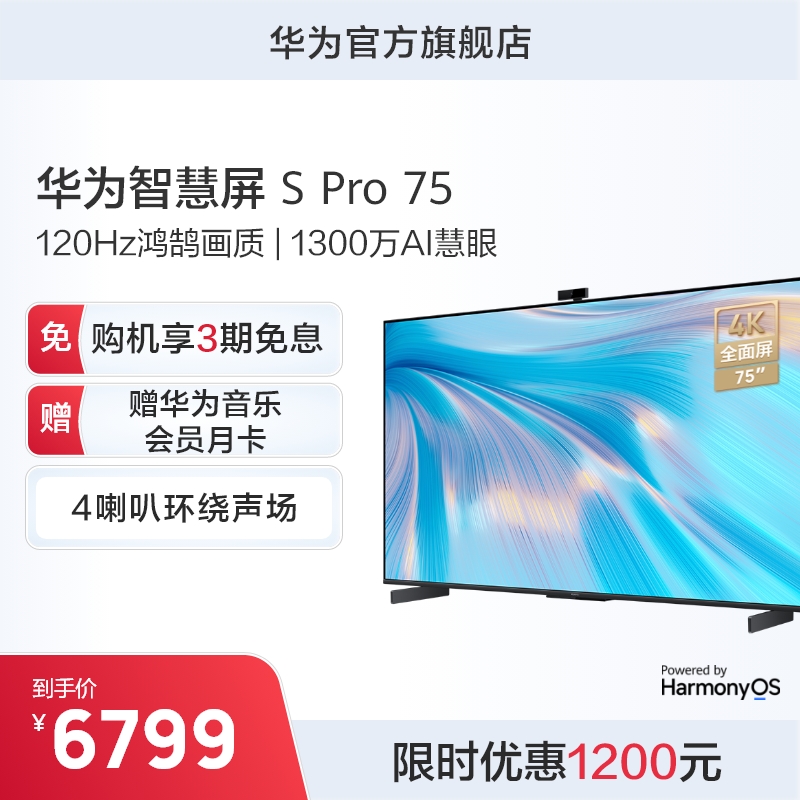 华为官方旗舰店
华为智慧屏 S Pro 75
120Hz鸿鹄画质 | 1300万AI慧眼
免 购机享3期免息
赠 赠华为音乐
会员月卡
4喇叭环绕声场
4K
全面屏
75"
Powered by
HarmonyOS
到手价
¥6799
限时优惠1200元